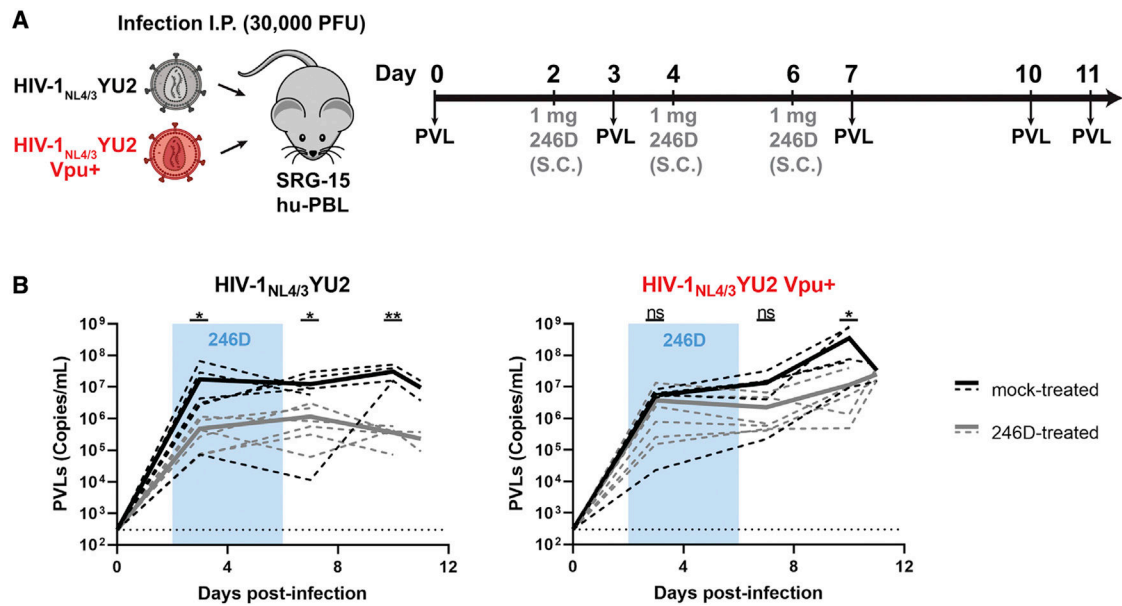 A
Infection I.P. (30,000 PFU)
HIV-1NL4/3YU2
HIV-1NL4/3YU2
Vpu+
SRG-15
hu-PBL
Day 0 2 3 4 6 7 10 11
PVL
1 mg
246D
(S.C.)
PVL
1 mg
246D
(S.C.)
1 mg
246D
(S.C.)
PVL
PVL
PVL
B
HIV-1NL4/3YU2
* * **
246D
PVLs (Copies/mL)
10⁹
10⁸
10⁷
10⁶
10⁵
10⁴
10³
10²
0 4 8 12
Days post-infection
HIV-1NL4/3YU2 Vpu+
ns ns *
246D
PVLs (Copies/mL)
10⁹
10⁸
10⁷
10⁶
10⁵
10⁴
10³
10²
0 4 8 12
Days post-infection
mock-treated
246D-treated